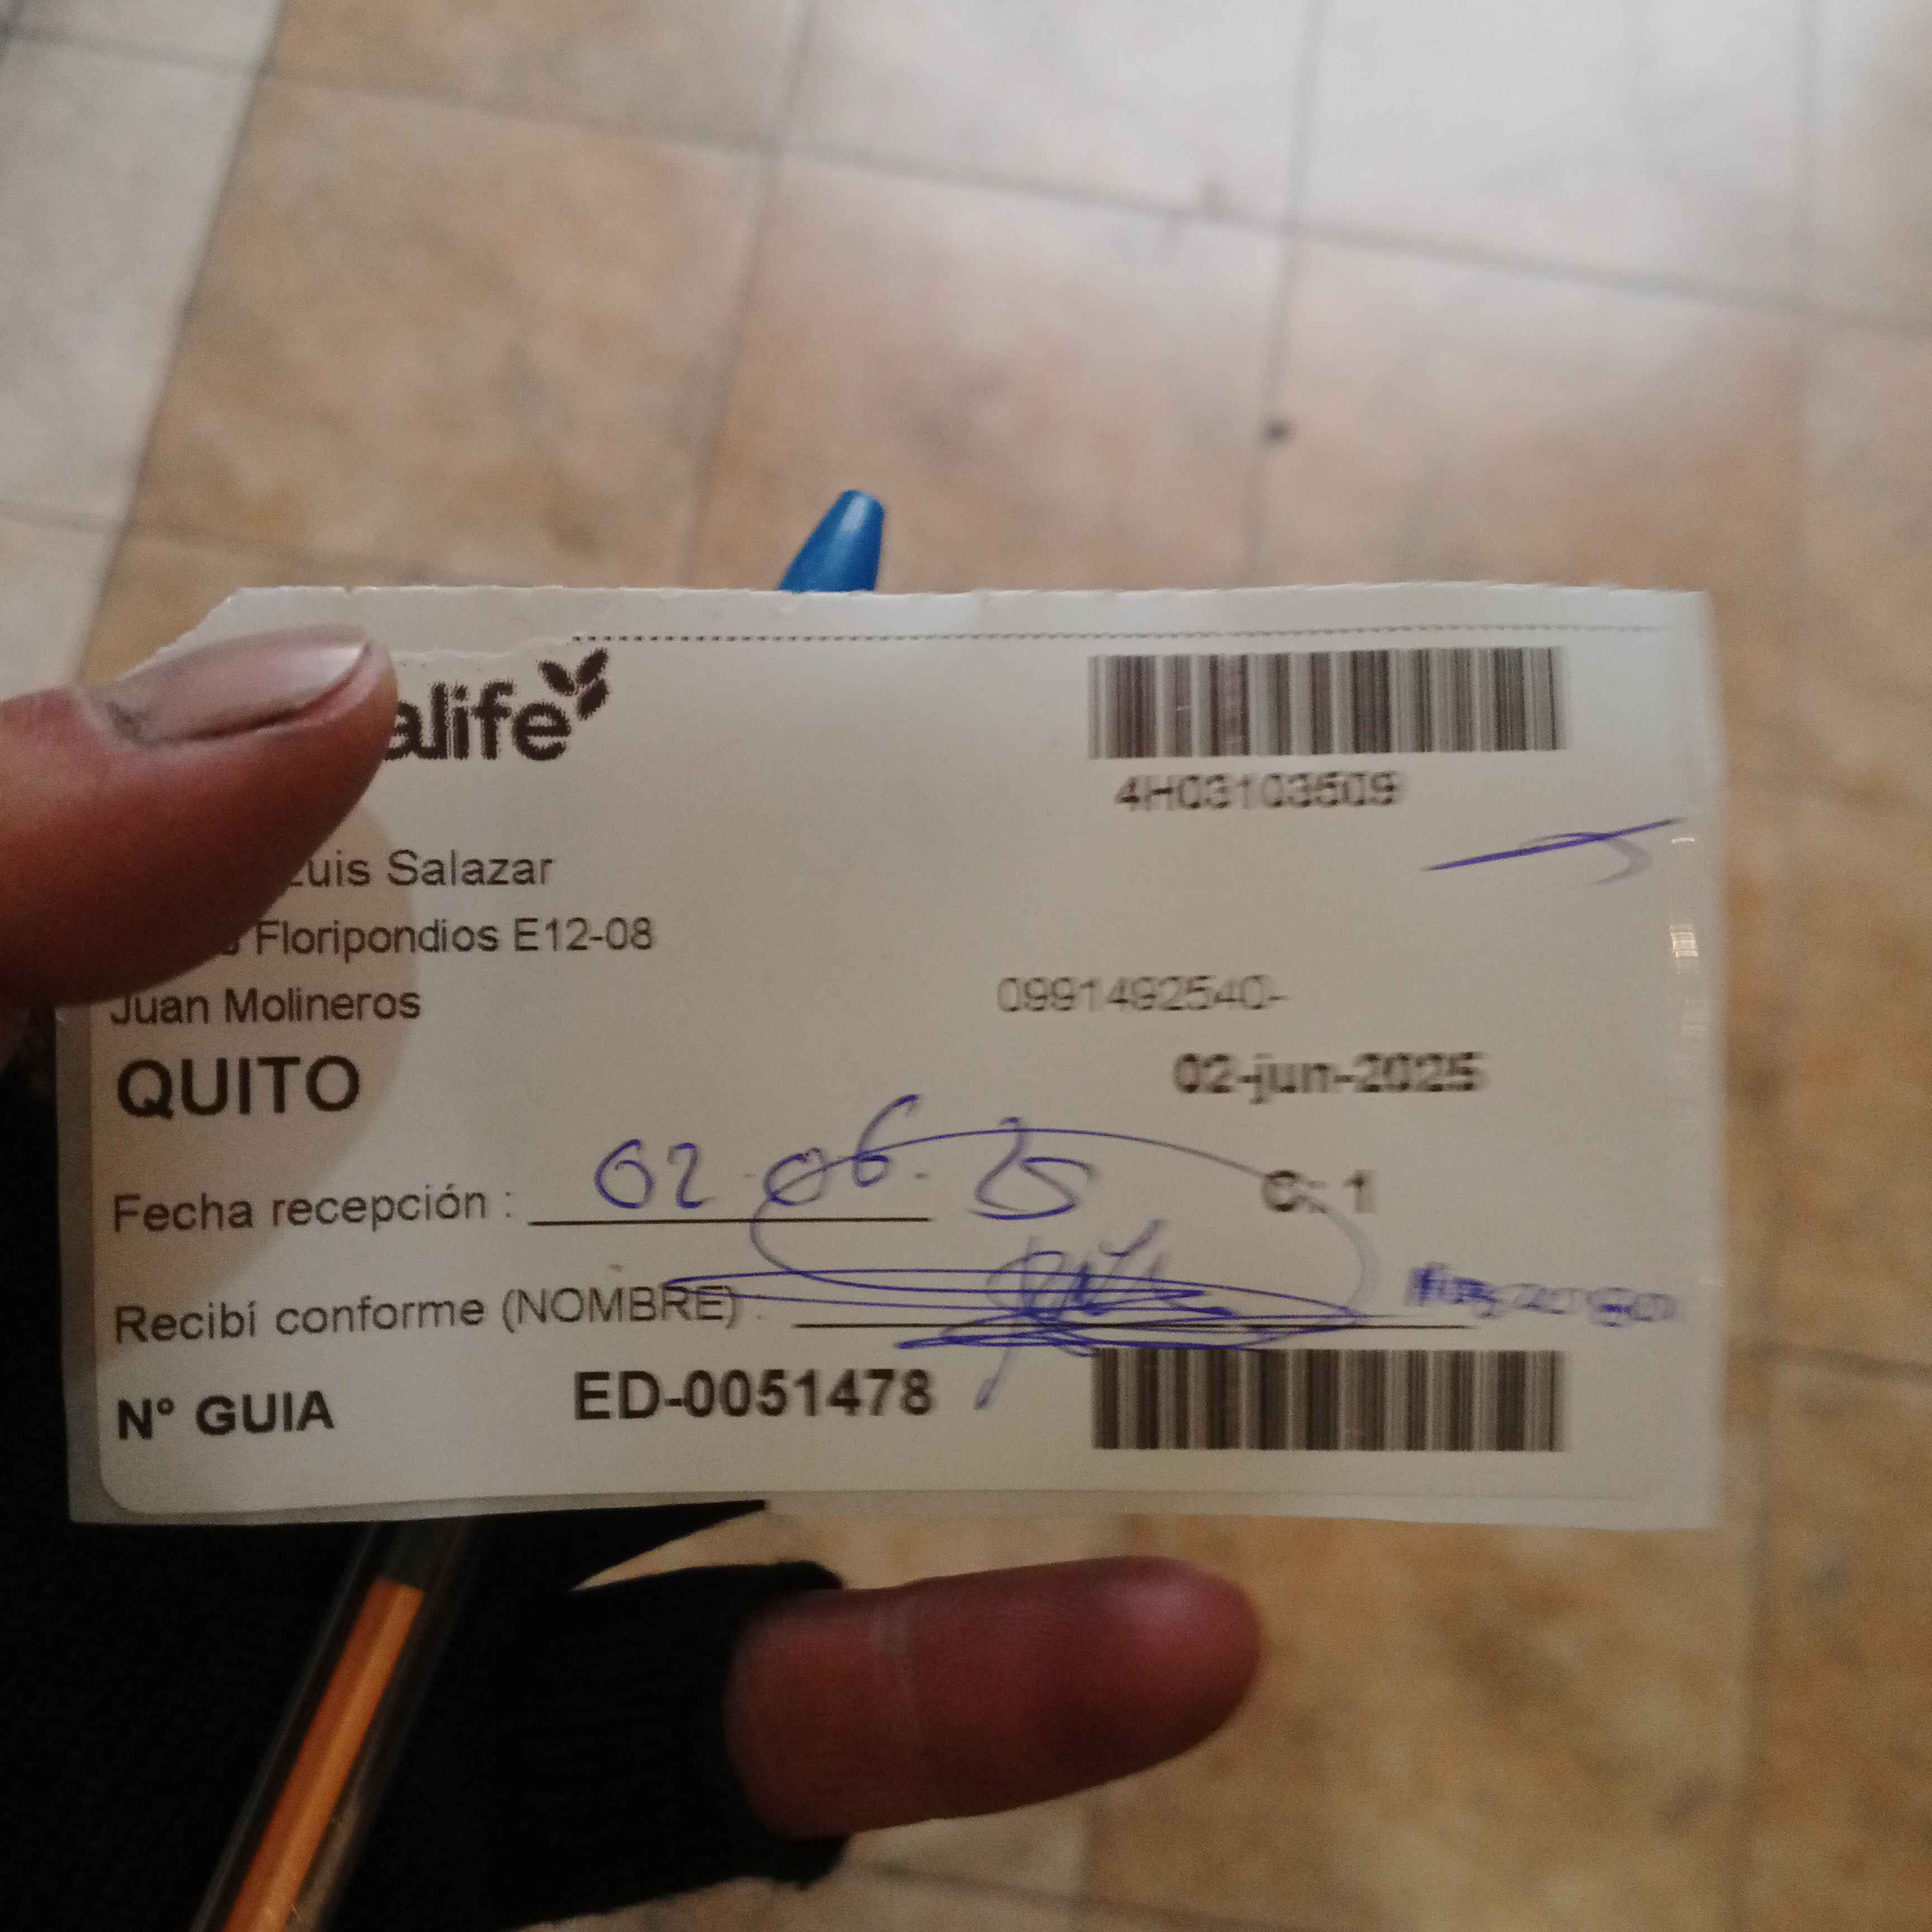 alife
4H03103509
Luis Salazar
Floripondios E12-08
Juan Molineros
0991492540-
QUITO
02-jun-2025
Fecha recepción : 02.06.25
C: 1
Recibí conforme (NOMBRE) :
N° GUIA ED-0051478